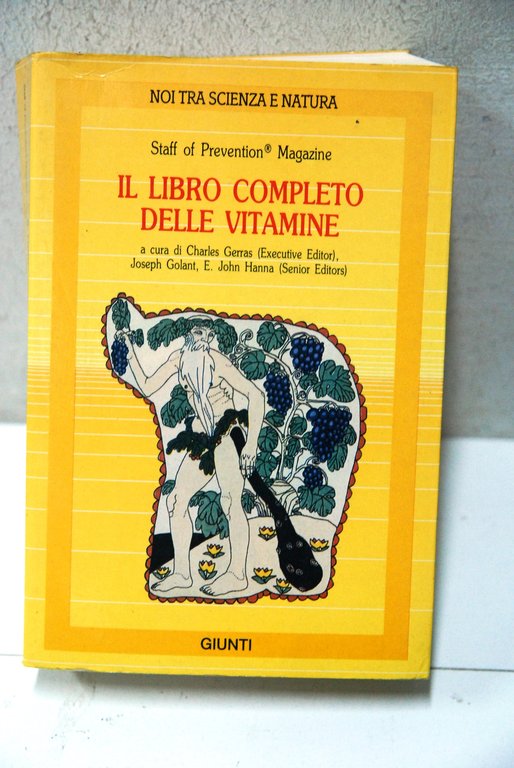 NOI TRA SCIENZA E NATURA
Staff of Prevention® Magazine
IL LIBRO COMPLETO
DELLE VITAMINE
a cura di Charles Gerras (Executive Editor),
Joseph Golant, E. John Hanna (Senior Editors)
GIUNTI